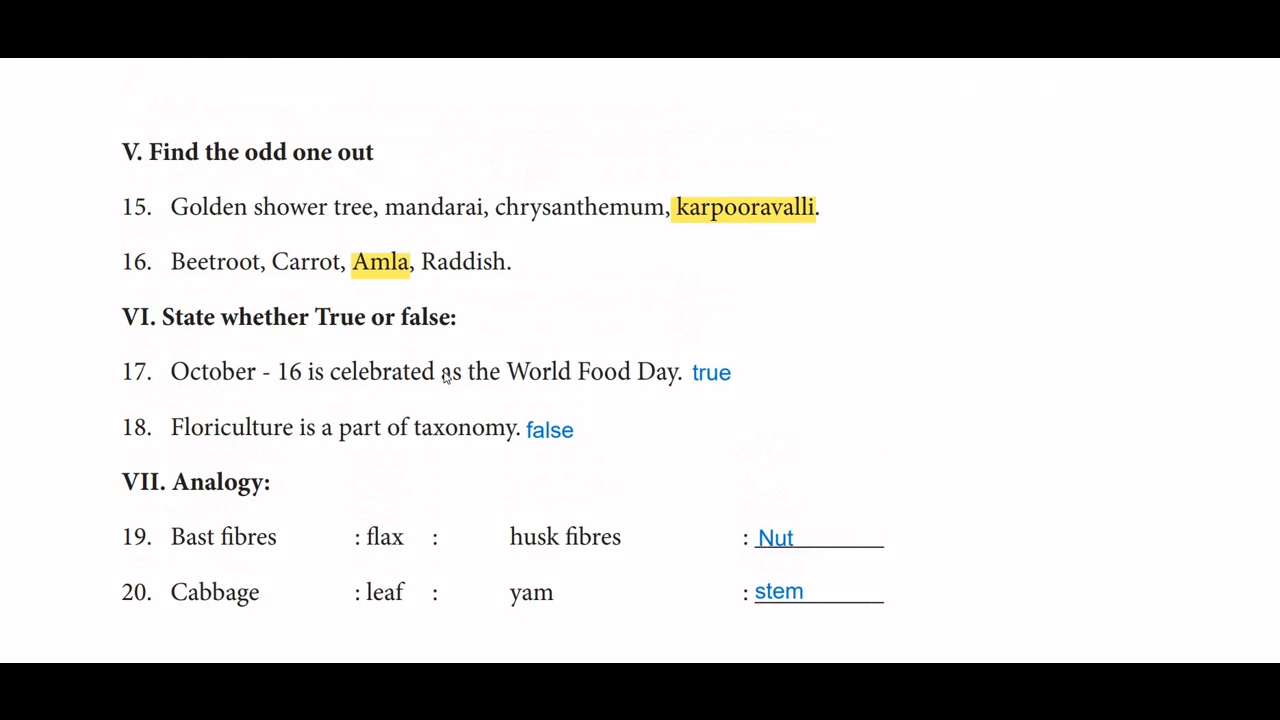 V. Find the odd one out
15. Golden shower tree, mandarai, chrysanthemum, karpooravalli.
16. Beetroot, Carrot, Amla, Raddish.
VI. State whether True or false:
17. October - 16 is celebrated as the World Food Day. true
18. Floriculture is a part of taxonomy. false
VII. Analogy:
19. Bast fibres : flax : husk fibres : Nut
20. Cabbage : leaf : yam : stem